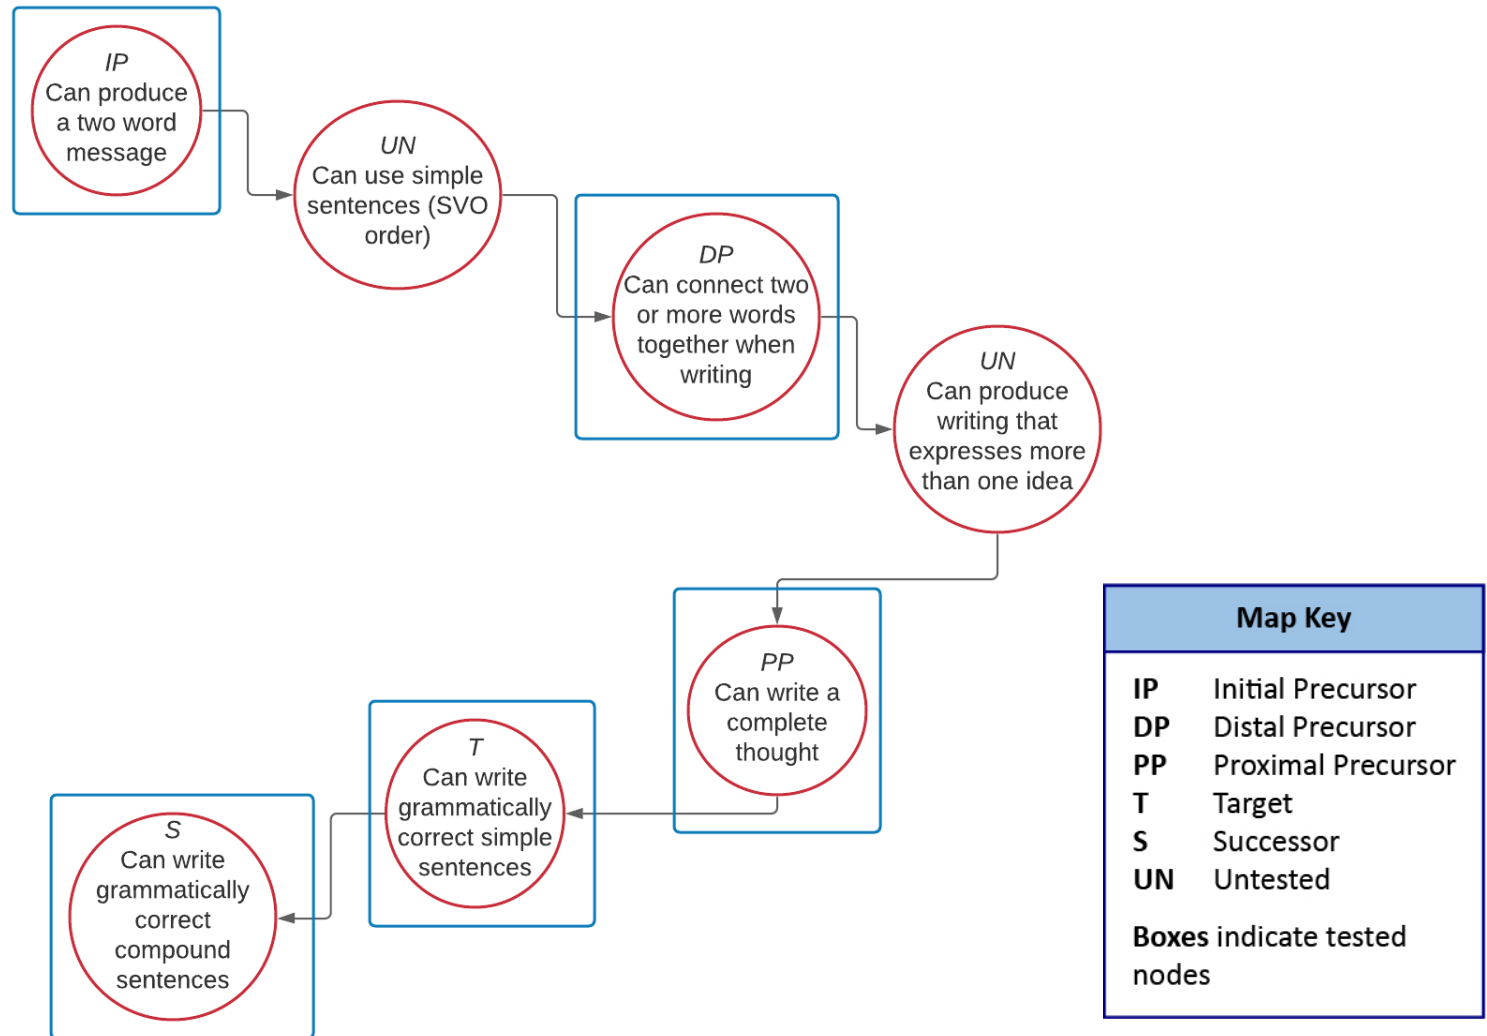 IP
Can produce
a two word
message
UN
Can use simple
sentences (SVO
order)
DP
Can connect two
or more words
together when
writing
UN
Can produce
writing that
expresses more
than one idea
PP
Can write a
complete
thought
T
Can write
grammatically
correct simple
sentences
S
Can write
grammatically
correct
compound
sentences
Map Key
IP Initial Precursor
DP Distal Precursor
PP Proximal Precursor
T Target
S Successor
UN Untested
Boxes indicate tested
nodes